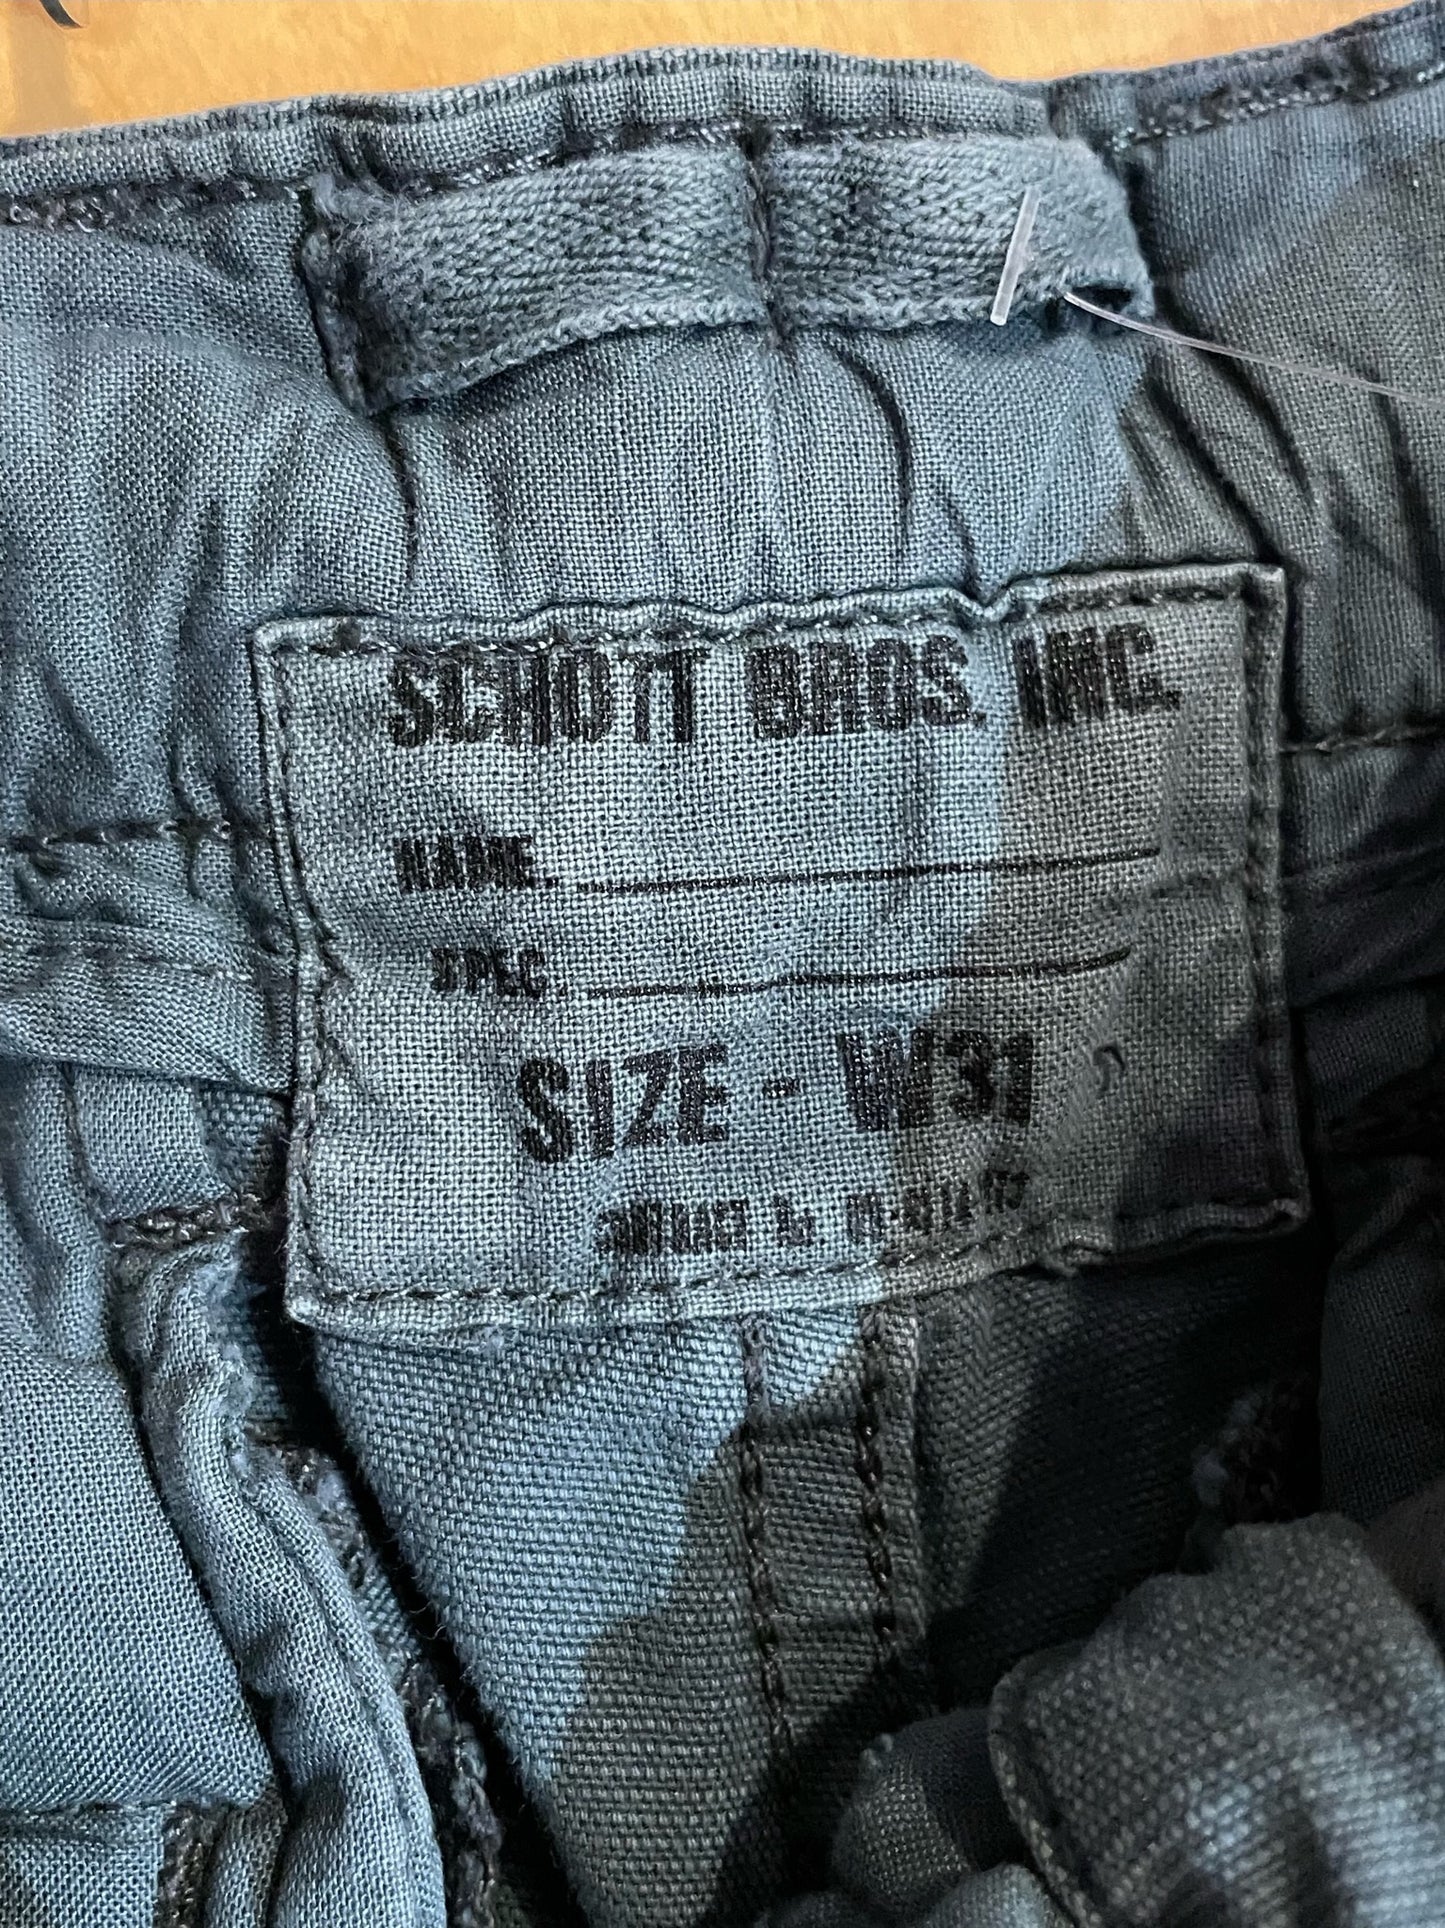 SCHOTT BROS. INC.
NAME.
SPEC.
SIZE - W31